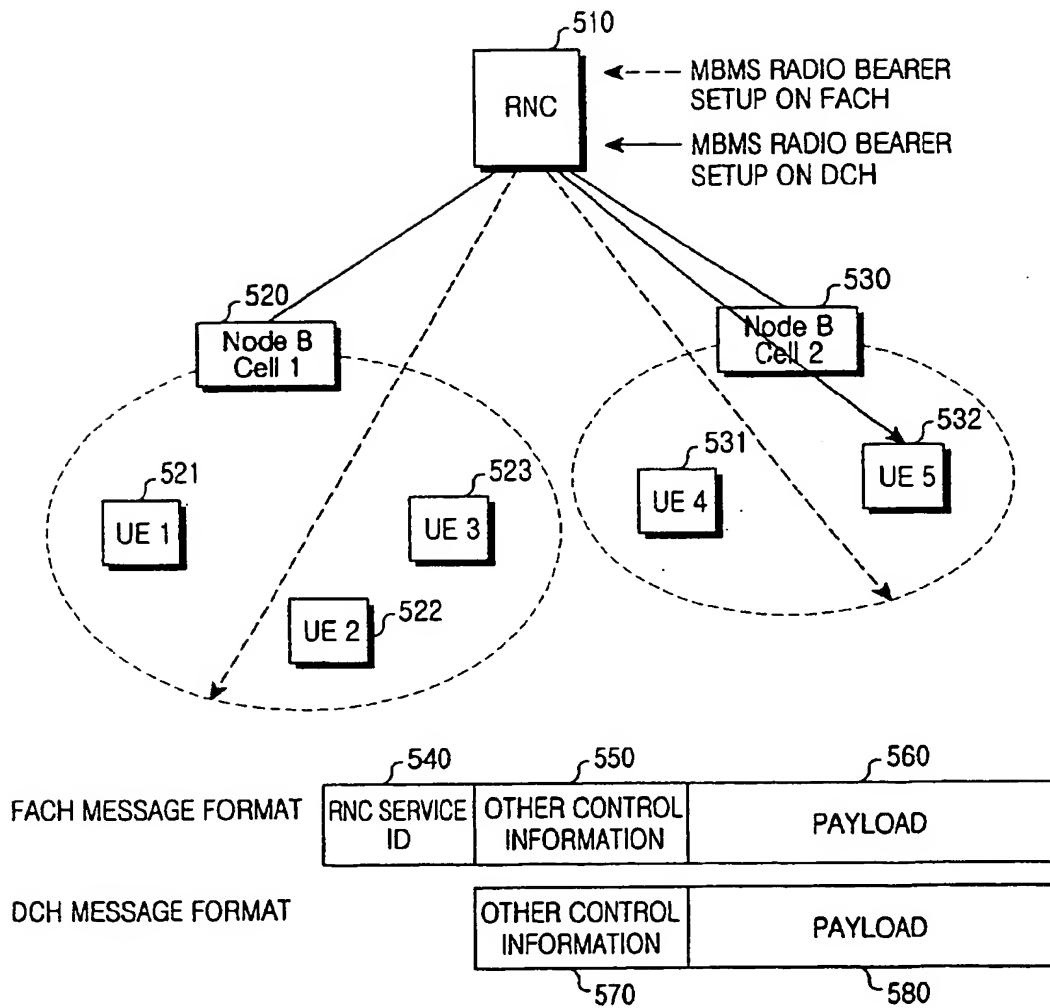 510
RNC
MBMS RADIO BEARER
SETUP ON FACH
MBMS RADIO BEARER
SETUP ON DCH
520
Node B
Cell 1
530
Node B
Cell 2
521
UE 1
523
UE 3
UE 2
522
531
UE 4
532
UE 5
540
550
560
FACH MESSAGE FORMAT
RNC SERVICE
ID
OTHER CONTROL
INFORMATION
PAYLOAD
DCH MESSAGE FORMAT
OTHER CONTROL
INFORMATION
PAYLOAD
570
580